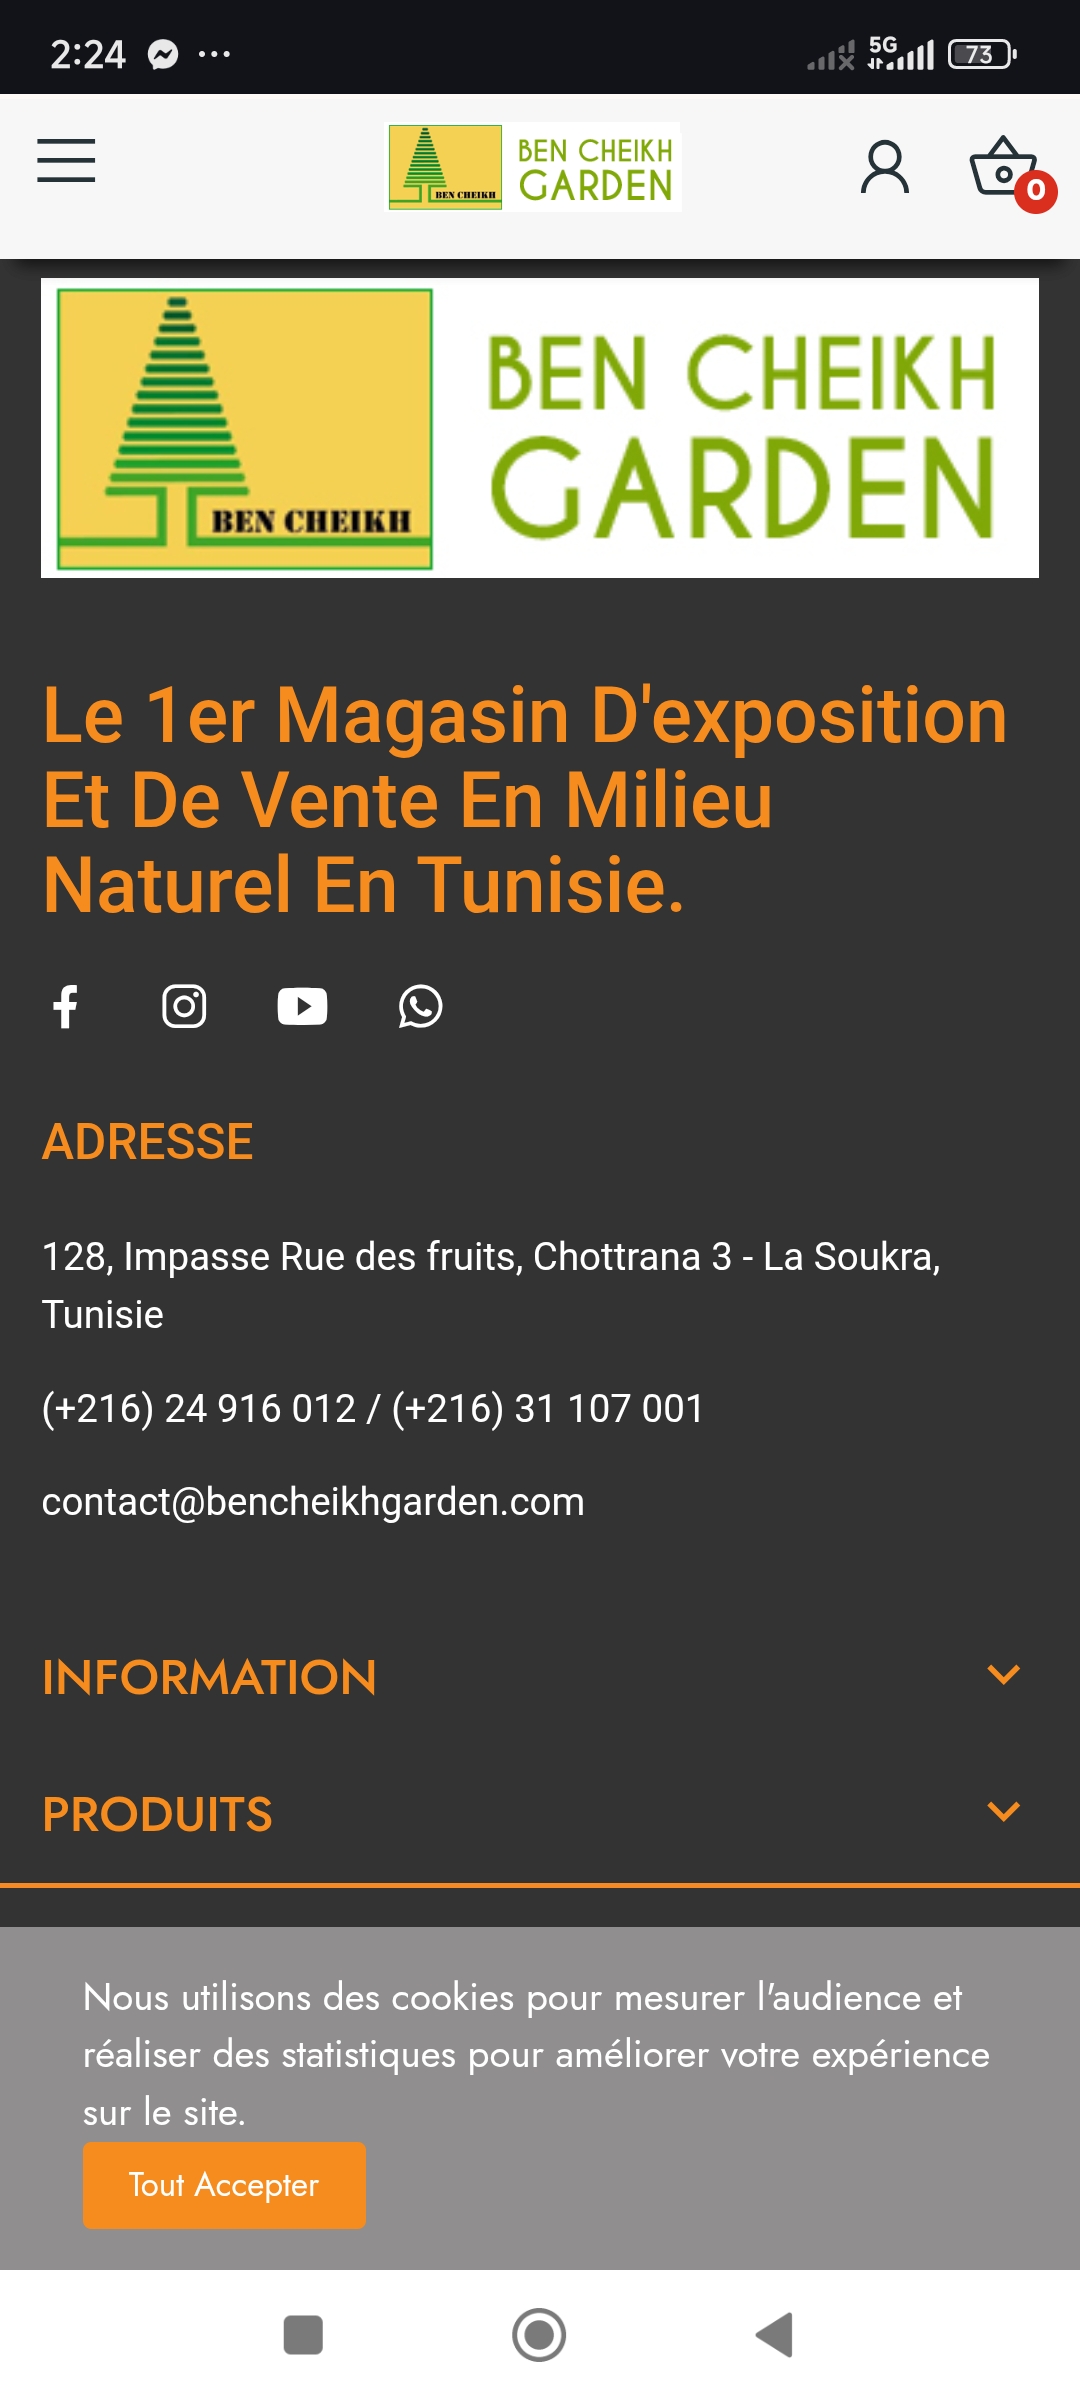 2:24
5G
73
BEN CHEIKH
BEN CHEIKH
GARDEN
0
BEN CHEIKH
BEN CHEIKH
GARDEN
Le 1er Magasin D'exposition
Et De Vente En Milieu
Naturel En Tunisie.
ADRESSE
128, Impasse Rue des fruits, Chottrana 3 - La Soukra,
Tunisie
(+216) 24 916 012 / (+216) 31 107 001
contact@bencheikhgarden.com
INFORMATION
PRODUITS
Nous utilisons des cookies pour mesurer l'audience et
réaliser des statistiques pour améliorer votre expérience
sur le site.
Tout Accepter